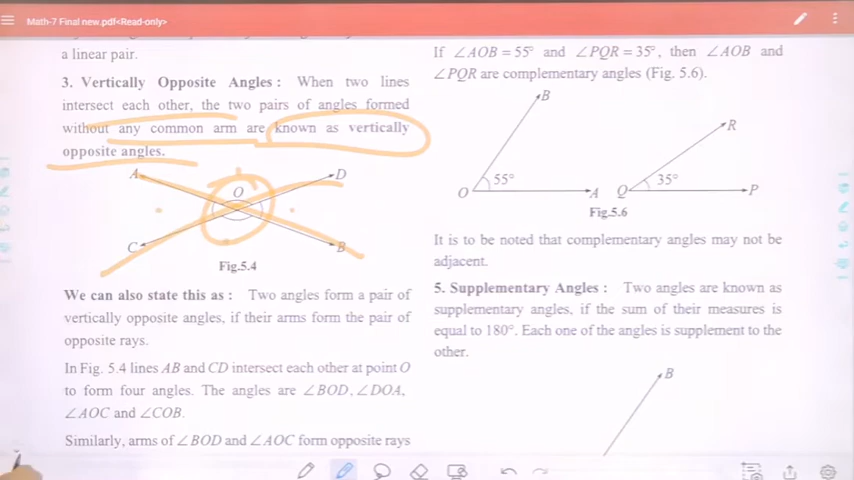 Math-7 Final new.pdf<Read-only>
a linear pair.
3. Vertically Opposite Angles : When two lines
intersect each other, the two pairs of angles formed
without any common arm are known as vertically
opposite angles.
A
D
O
C
B
Fig.5.4
We can also state this as : Two angles form a pair of
vertically opposite angles, if their arms form the pair of
opposite rays.
In Fig. 5.4 lines AB and CD intersect each other at point O
to form four angles. The angles are ∠BOD, ∠DOA,
∠AOC and ∠COB.
Similarly, arms of ∠BOD and ∠AOC form opposite rays
If ∠AOB = 55° and ∠PQR = 35°, then ∠AOB and
∠PQR are complementary angles (Fig. 5.6).
B
R
55°
35°
O
A
Q
P
Fig.5.6
It is to be noted that complementary angles may not be
adjacent.
5. Supplementary Angles : Two angles are known as
supplementary angles, if the sum of their measures is
equal to 180°. Each one of the angles is supplement to the
other.
B